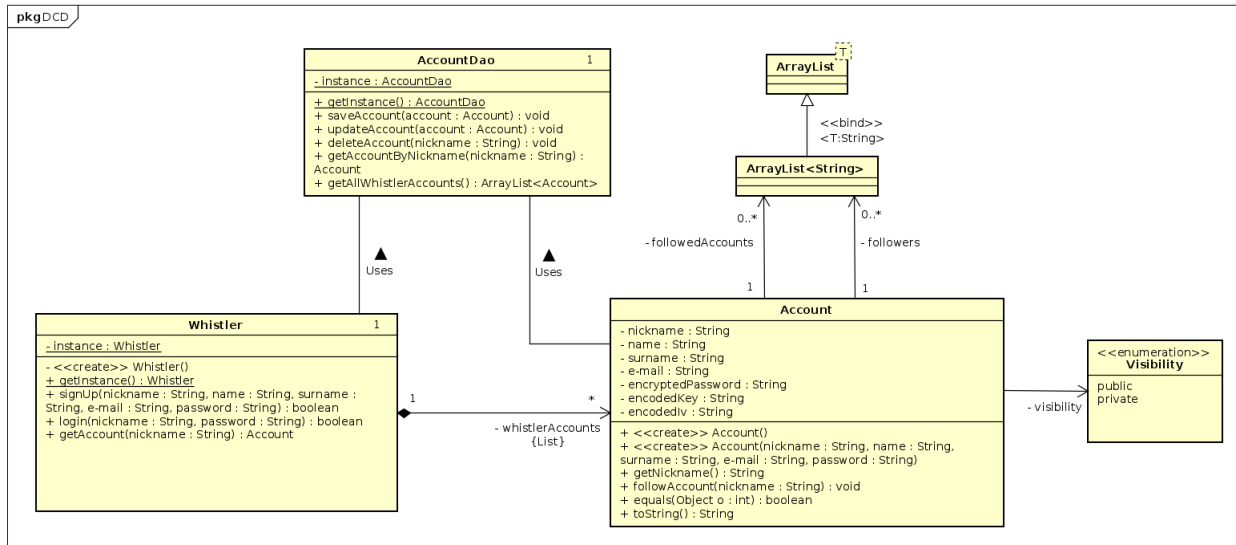 pkg DCD
AccountDao 1
- instance : AccountDao
+ getInstance() : AccountDao
+ saveAccount(account : Account) : void
+ updateAccount(account : Account) : void
+ deleteAccount(nickname : String) : void
+ getAccountByNickname(nickname : String) :
Account
+ getAllWhistlerAccounts() : ArrayList<Account>
T
ArrayList
<<bind>>
<T:String>
ArrayList<String>
0..*
0..*
- followedAccounts
- followers
1
1
Uses
Uses
Whistler 1
- instance : Whistler
- <<create>> Whistler()
+ getInstance() : Whistler
+ signUp(nickname : String, name : String, surname :
String, e-mail : String, password : String) : boolean
+ login(nickname : String, password : String) : boolean
+ getAccount(nickname : String) : Account
1
*
- whistlerAccounts
{List}
Account
- nickname : String
- name : String
- surname : String
- e-mail : String
- encryptedPassword : String
- encodedKey : String
- encodedIv : String
+ <<create>> Account()
+ <<create>> Account(nickname : String, name : String,
surname : String, e-mail : String, password : String)
+ getNickname() : String
+ followAccount(nickname : String) : void
+ equals(Object o : int) : boolean
+ toString() : String
- visibility
<<enumeration>>
Visibility
public
private